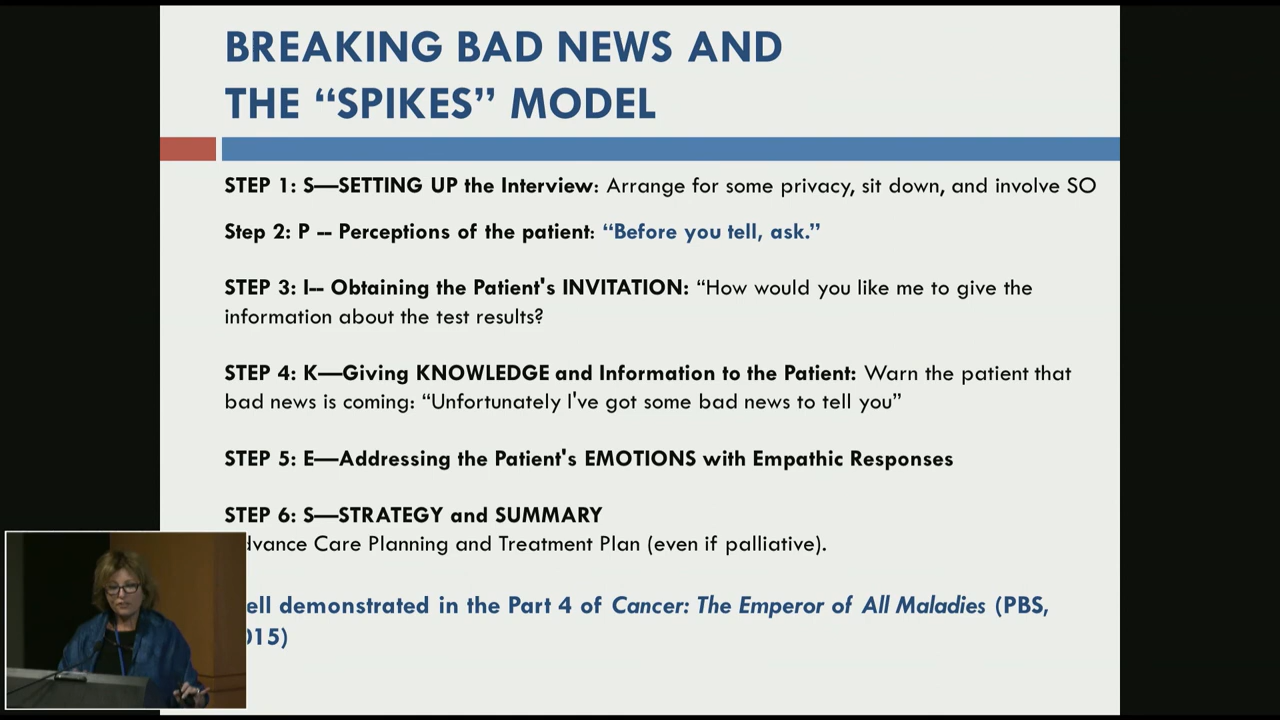 BREAKING BAD NEWS AND
THE “SPIKES” MODEL
STEP 1: S—SETTING UP the Interview: Arrange for some privacy, sit down, and involve SO
Step 2: P -- Perceptions of the patient: “Before you tell, ask.”
STEP 3: I-- Obtaining the Patient's INVITATION: “How would you like me to give the
information about the test results?
STEP 4: K—Giving KNOWLEDGE and Information to the Patient: Warn the patient that
bad news is coming: “Unfortunately I've got some bad news to tell you”
STEP 5: E—Addressing the Patient's EMOTIONS with Empathic Responses
STEP 6: S—STRATEGY and SUMMARY
dvance Care Planning and Treatment Plan (even if palliative).
ell demonstrated in the Part 4 of Cancer: The Emperor of All Maladies (PBS,
015)